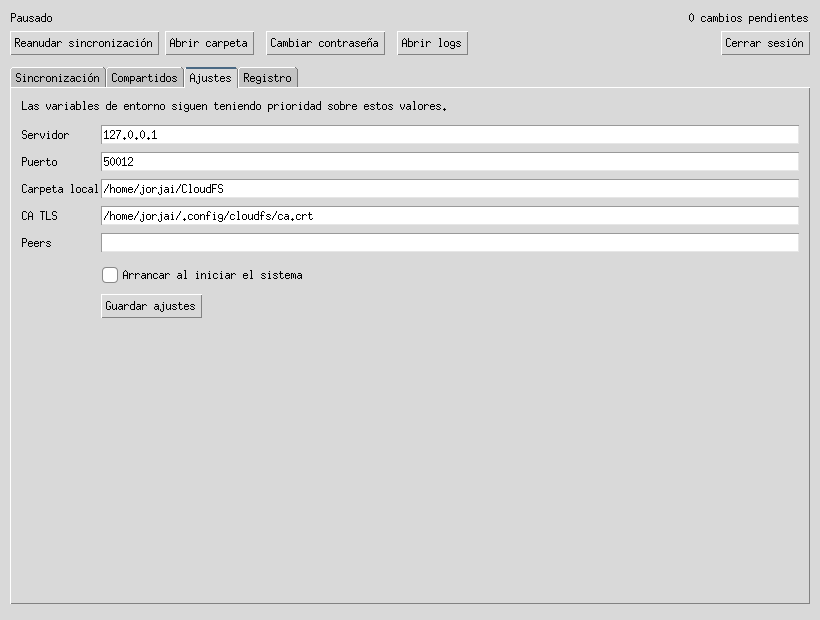 Pausado 0 cambios pendientes
Reanudar sincronización Abrir carpeta Cambiar contraseña Abrir logs Cerrar sesión
Sincronización Compartidos Ajustes Registro
Las variables de entorno siguen teniendo prioridad sobre estos valores.
Servidor 127.0.0.1
Puerto 50012
Carpeta local /home/jorjai/CloudFS
CA TLS /home/jorjai/.config/cloudfs/ca.crt
Peers
Arrancar al iniciar el sistema
Guardar ajustes